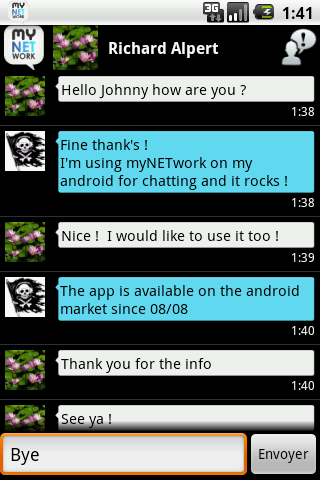 3G
1:41
MY
NET
WORK
Richard Alpert
Hello Johnny how are you ?
1:38
Fine thank's !
I'm using myNETwork on my
android for chatting and it rocks !
1:38
Nice !  I would like to use it too !
1:39
The app is available on the android
market since 08/08
1:40
Thank you for the info
1:40
See ya !
Bye
Envoyer